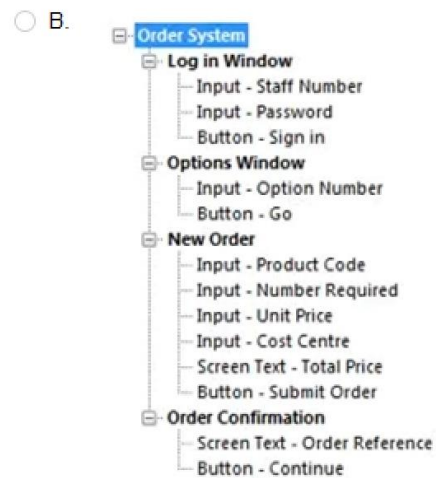 B.
Order System
Log in Window
Input - Staff Number
Input - Password
Button - Sign in
Options Window
Input - Option Number
Button - Go
New Order
Input - Product Code
Input - Number Required
Input - Unit Price
Input - Cost Centre
Screen Text - Total Price
Button - Submit Order
Order Confirmation
Screen Text - Order Reference
Button - Continue